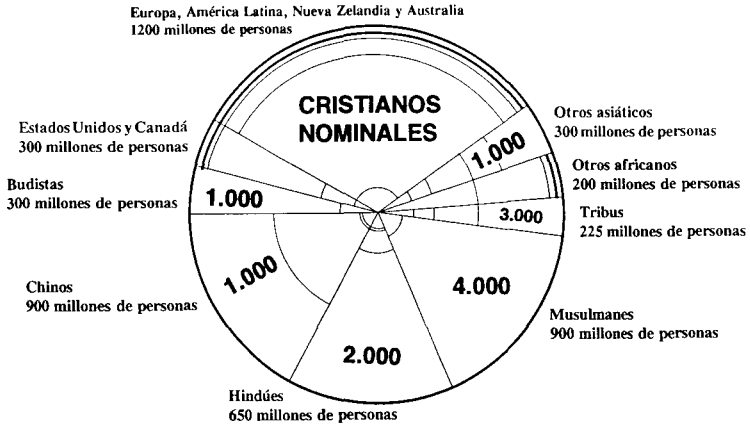 Europa, América Latina, Nueva Zelandia y Australia
1200 millones de personas
CRISTIANOS
NOMINALES
Estados Unidos y Canadá
300 millones de personas
Otros asiáticos
300 millones de personas
1.000
Otros africanos
200 millones de personas
Budistas
300 millones de personas
1.000
3.000
Tribus
225 millones de personas
Chinos
900 millones de personas
1.000
4.000
Musulmanes
900 millones de personas
2.000
Hindúes
650 millones de personas